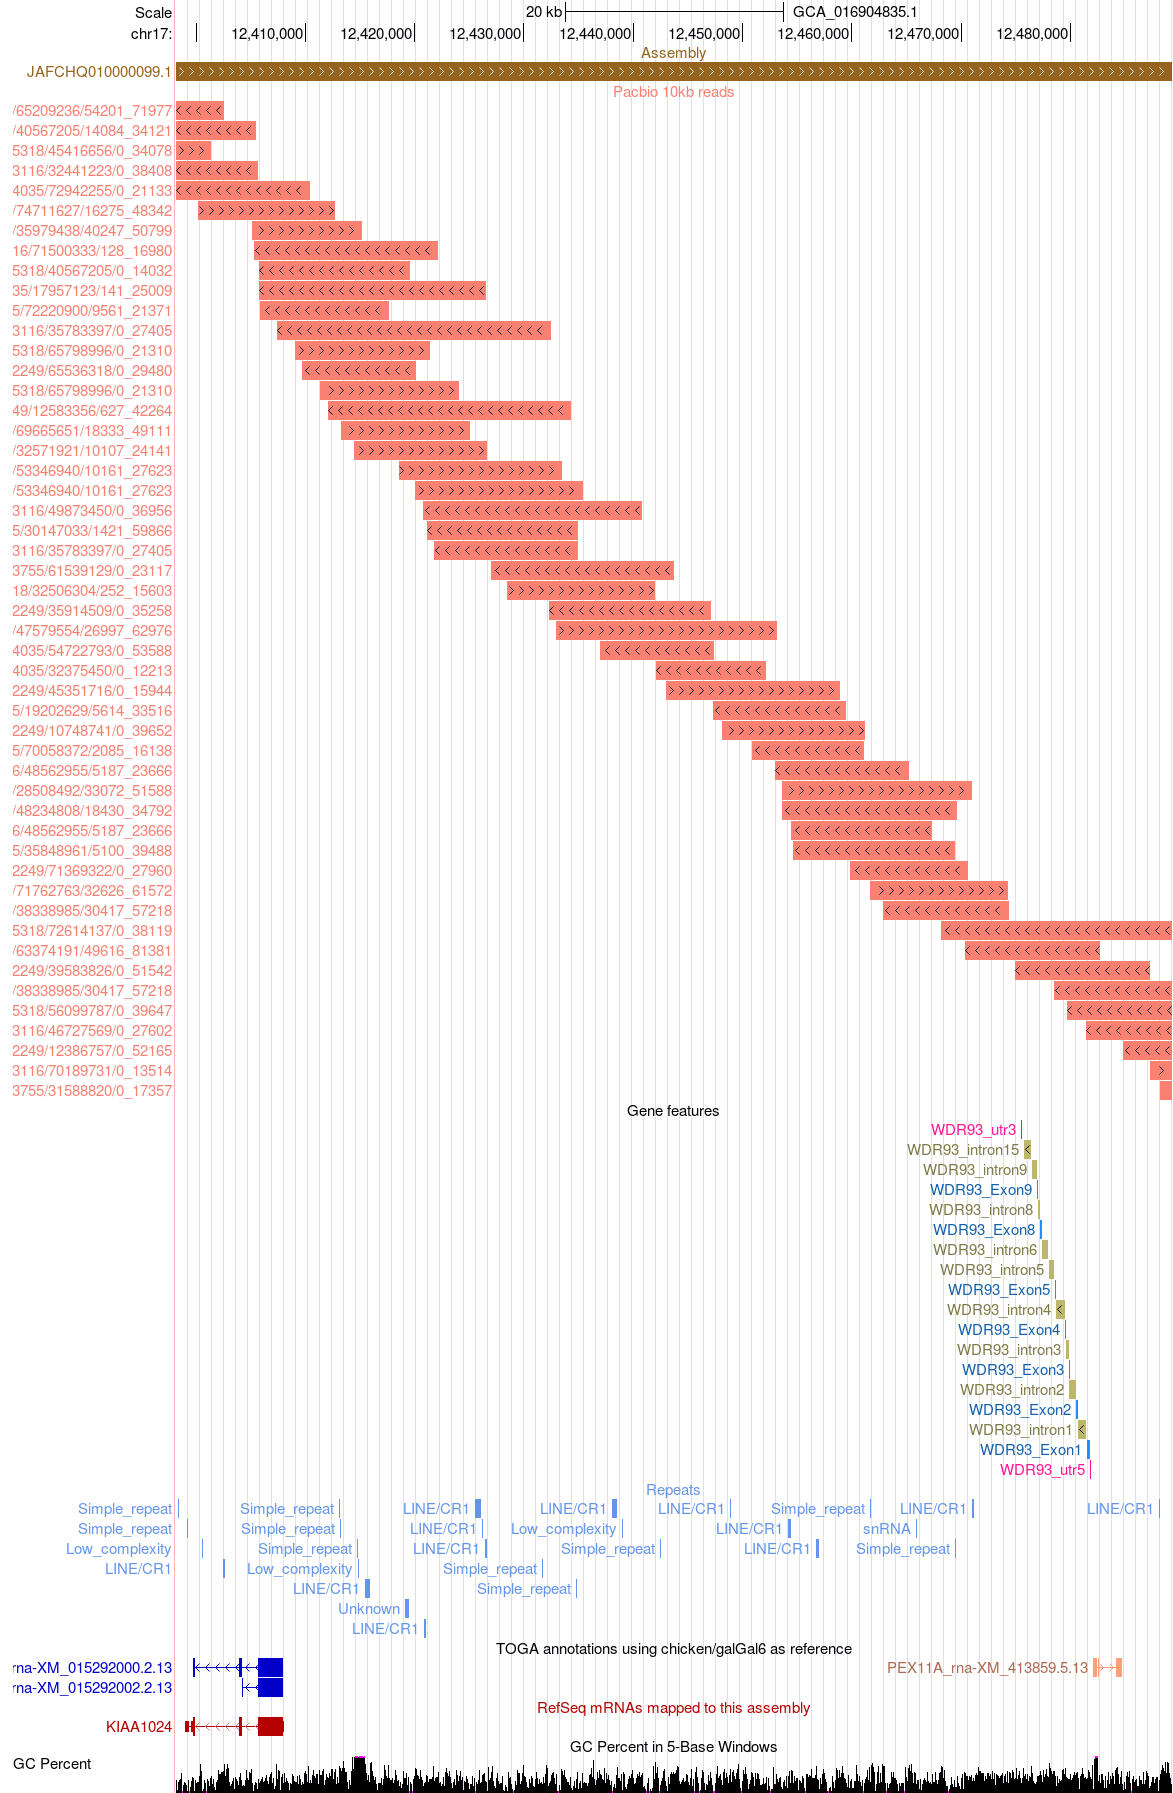 Scale 20 kb GCA_016904835.1
chr17: 12,410,000 12,420,000 12,430,000 12,440,000 12,450,000 12,460,000 12,470,000 12,480,000
Assembly
JAFCHQ010000099.1
Pacbio 10kb reads
/65209236/54201_71977
/40567205/14084_34121
5318/45416656/0_34078
3116/32441223/0_38408
4035/72942255/0_21133
/74711627/16275_48342
/35979438/40247_50799
16/71500333/128_16980
5318/40567205/0_14032
35/17957123/141_25009
5/72220900/9561_21371
3116/35783397/0_27405
5318/65798996/0_21310
2249/65536318/0_29480
5318/65798996/0_21310
49/12583356/627_42264
/69665651/18333_49111
/32571921/10107_24141
/53346940/10161_27623
/53346940/10161_27623
3116/49873450/0_36956
5/30147033/1421_59866
3116/35783397/0_27405
3755/61539129/0_23117
18/32506304/252_15603
2249/35914509/0_35258
/47579554/26997_62976
4035/54722793/0_53588
4035/32375450/0_12213
2249/45351716/0_15944
5/19202629/5614_33516
2249/10748741/0_39652
5/70058372/2085_16138
6/48562955/5187_23666
/28508492/33072_51588
/48234808/18430_34792
6/48562955/5187_23666
5/35848961/5100_39488
2249/71369322/0_27960
/71762763/32626_61572
/38338985/30417_57218
5318/72614137/0_38119
/63374191/49616_81381
2249/39583826/0_51542
/38338985/30417_57218
5318/56099787/0_39647
3116/46727569/0_27602
2249/12386757/0_52165
3116/70189731/0_13514
3755/31588820/0_17357
Gene features
WDR93_utr3
WDR93_intron15
WDR93_intron9
WDR93_Exon9
WDR93_intron8
WDR93_Exon8
WDR93_intron6
WDR93_intron5
WDR93_Exon5
WDR93_intron4
WDR93_Exon4
WDR93_intron3
WDR93_Exon3
WDR93_intron2
WDR93_Exon2
WDR93_intron1
WDR93_Exon1
WDR93_utr5
Repeats
Simple_repeat Simple_repeat LINE/CR1 LINE/CR1 LINE/CR1 Simple_repeat LINE/CR1 LINE/CR1
Simple_repeat Simple_repeat LINE/CR1 Low_complexity LINE/CR1 snRNA
Low_complexity Simple_repeat LINE/CR1 Simple_repeat LINE/CR1 Simple_repeat
LINE/CR1 Low_complexity Simple_repeat
LINE/CR1 Simple_repeat
Unknown
LINE/CR1
TOGA annotations using chicken/galGal6 as reference
rna-XM_015292000.2.13 PEX11A_rna-XM_413859.5.13
rna-XM_015292002.2.13
RefSeq mRNAs mapped to this assembly
KIAA1024
GC Percent in 5-Base Windows
GC Percent